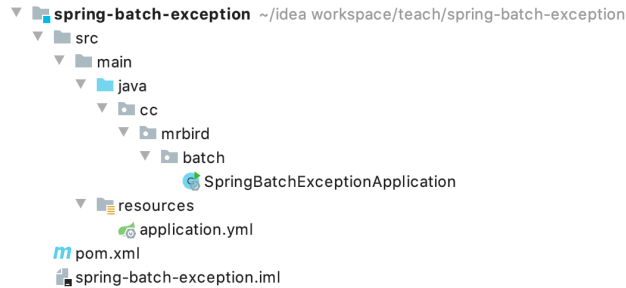 spring-batch-exception ~/idea workspace/teach/spring-batch-exception
src
main
java
cc
mrbird
batch
SpringBatchExceptionApplication
resources
application.yml
pom.xml
spring-batch-exception.iml